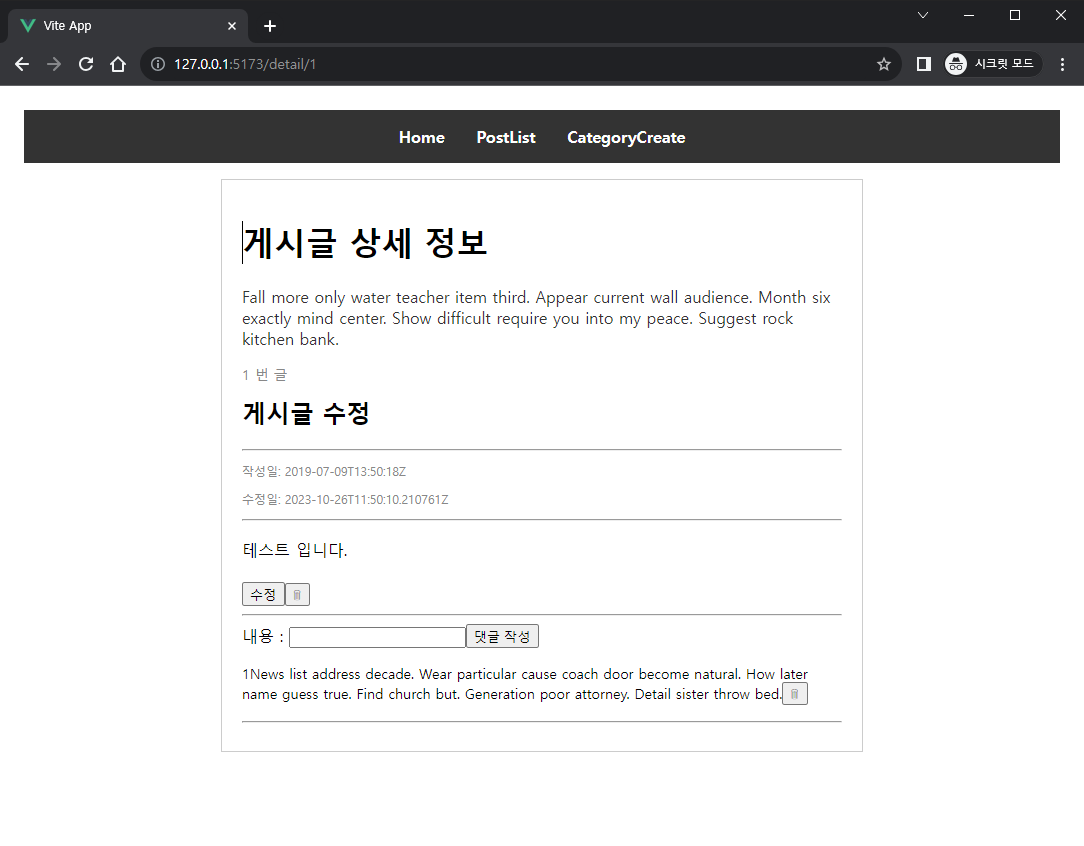 Vite App
127.0.0.1:5173/detail/1
시크릿 모드
Home PostList CategoryCreate
게시글 상세 정보
Fall more only water teacher item third. Appear current wall audience. Month six
exactly mind center. Show difficult require you into my peace. Suggest rock
kitchen bank.
1 번 글
게시글 수정
작성일: 2019-07-09T13:50:18Z
수정일: 2023-10-26T11:50:10.210761Z
테스트 입니다.
수정
내용 : 댓글 작성
1News list address decade. Wear particular cause coach door become natural. How later
name guess true. Find church but. Generation poor attorney. Detail sister throw bed.